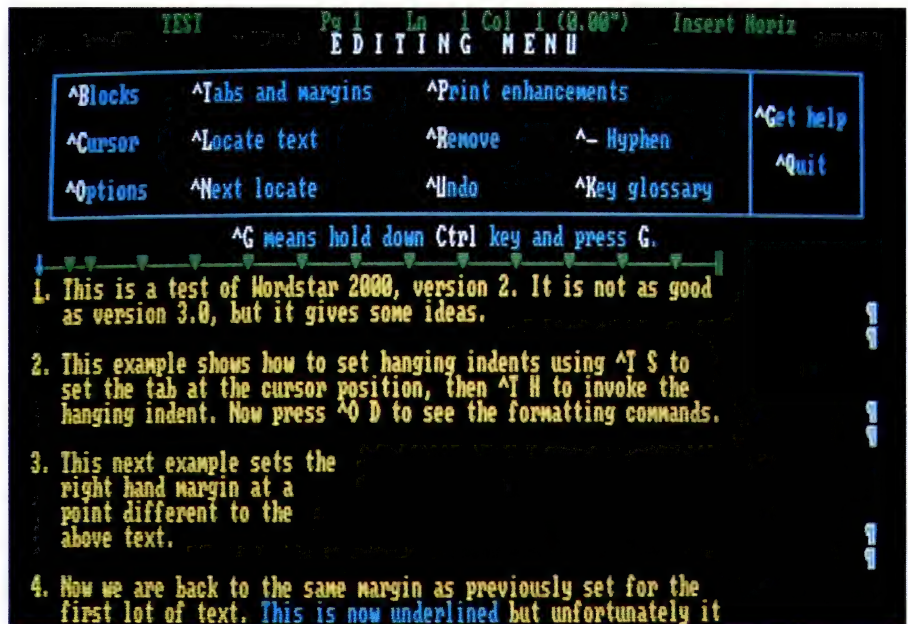 TEST Pg 1 Ln 1 Col 1 (0.00") Insert Horiz
EDITING MENU
^Blocks ^Tabs and margins ^Print enhancements
^Get help
^Cursor ^Locate text ^Remove ^- Hyphen
^Quit
^Options ^Next locate ^Undo ^Key glossary
^G means hold down Ctrl key and press G.
1. This is a test of Wordstar 2000, version 2. It is not as good
as version 3.0, but it gives some ideas. ¶
¶
2. This example shows how to set hanging indents using ^T S to
set the tab at the cursor position, then ^T H to invoke the
hanging indent. Now press ^O D to see the formatting commands. ¶
¶
3. This next example sets the
right hand margin at a
point different to the
above text. ¶
¶
4. Now we are back to the same margin as previously set for the
first lot of text. This is now underlined but unfortunately it